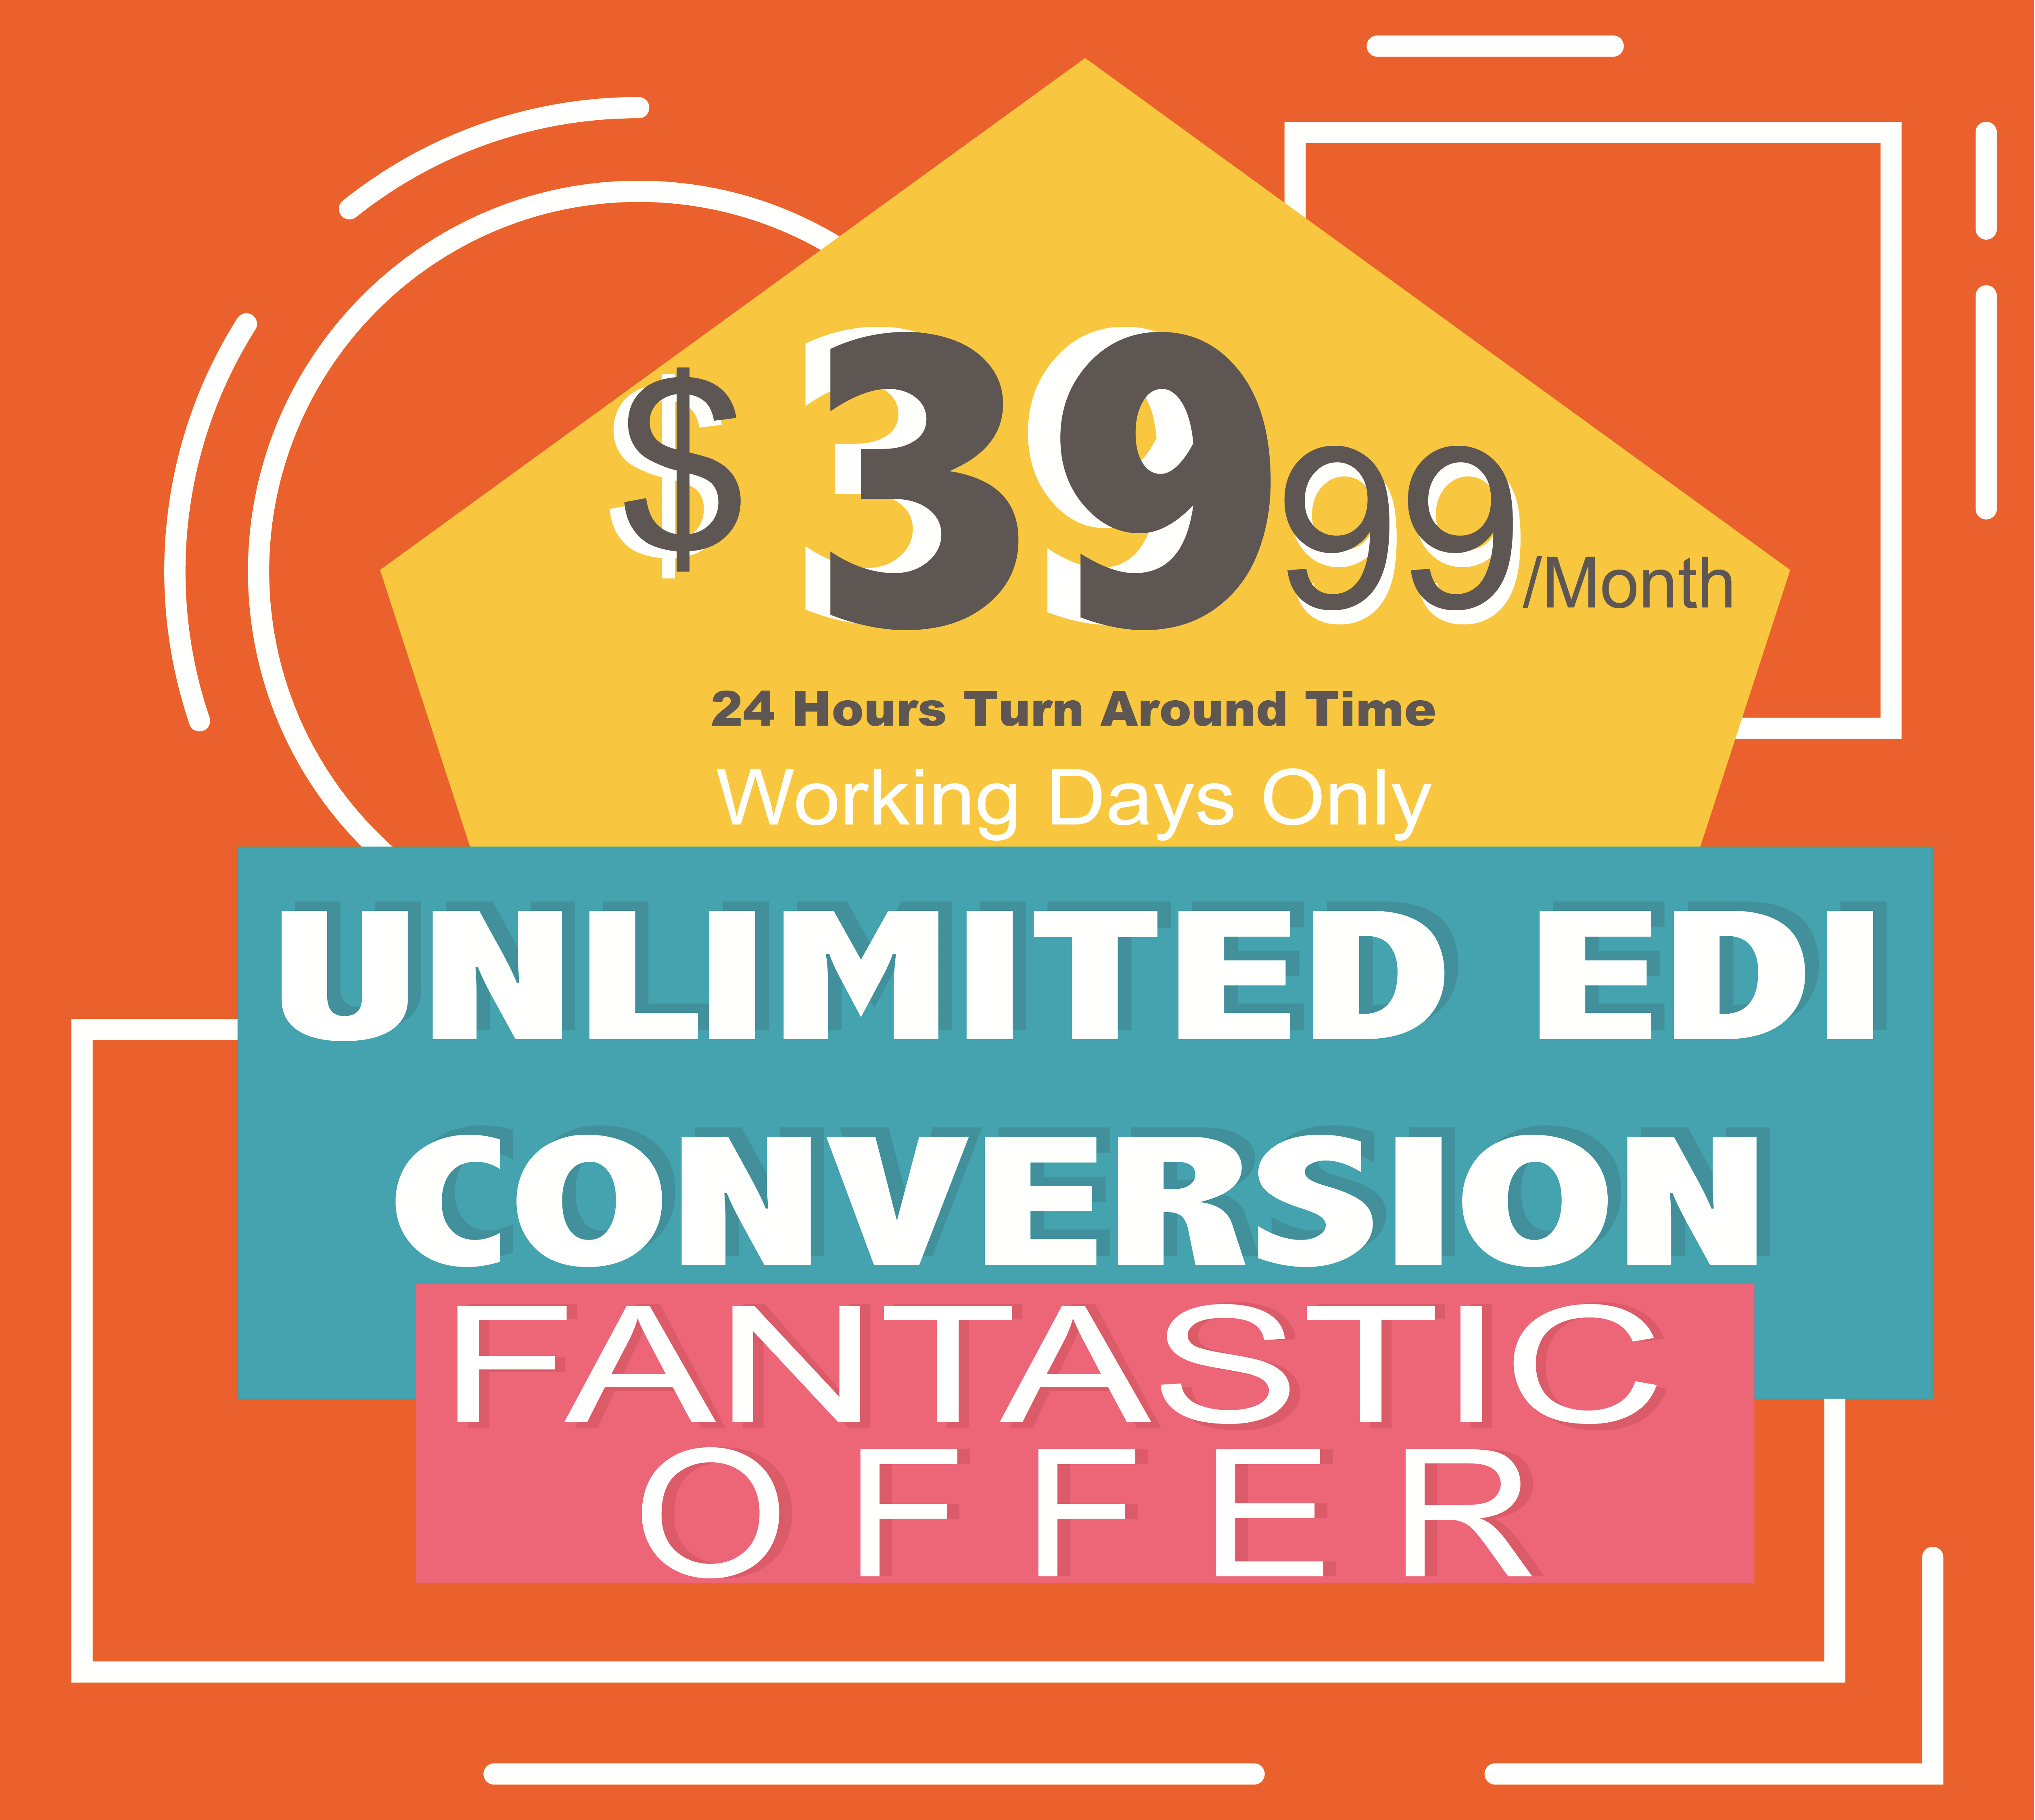 $ 39 99 /Month
24 Hours Turn Around Time
Working Days Only
UNLIMITED EDI
CONVERSION
FANTASTIC
OFFER